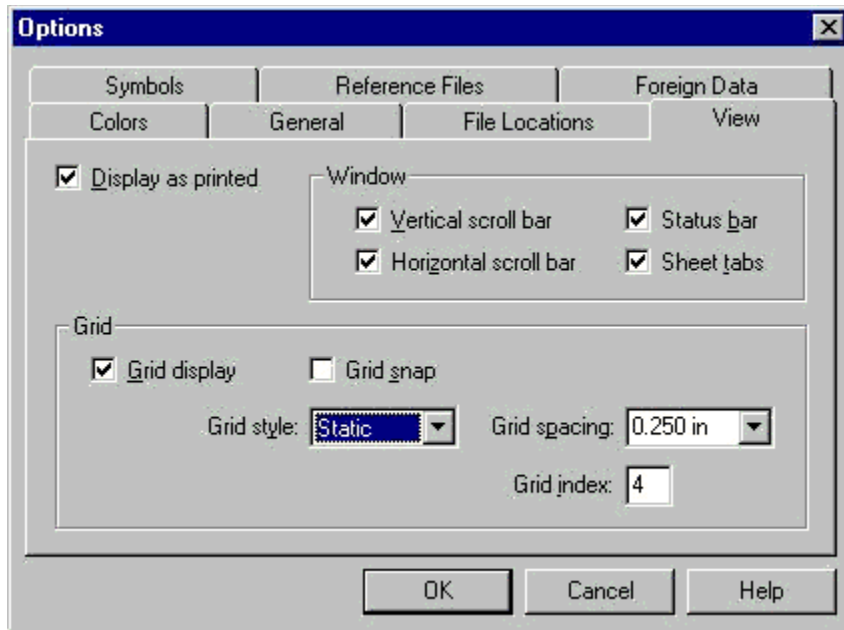 Options
Symbols Reference Files Foreign Data
Colors General File Locations View
Display as printed
Window
Vertical scroll bar Status bar
Horizontal scroll bar Sheet tabs
Grid
Grid display Grid snap
Grid style: Static Grid spacing: 0.250 in
Grid index: 4
OK Cancel Help